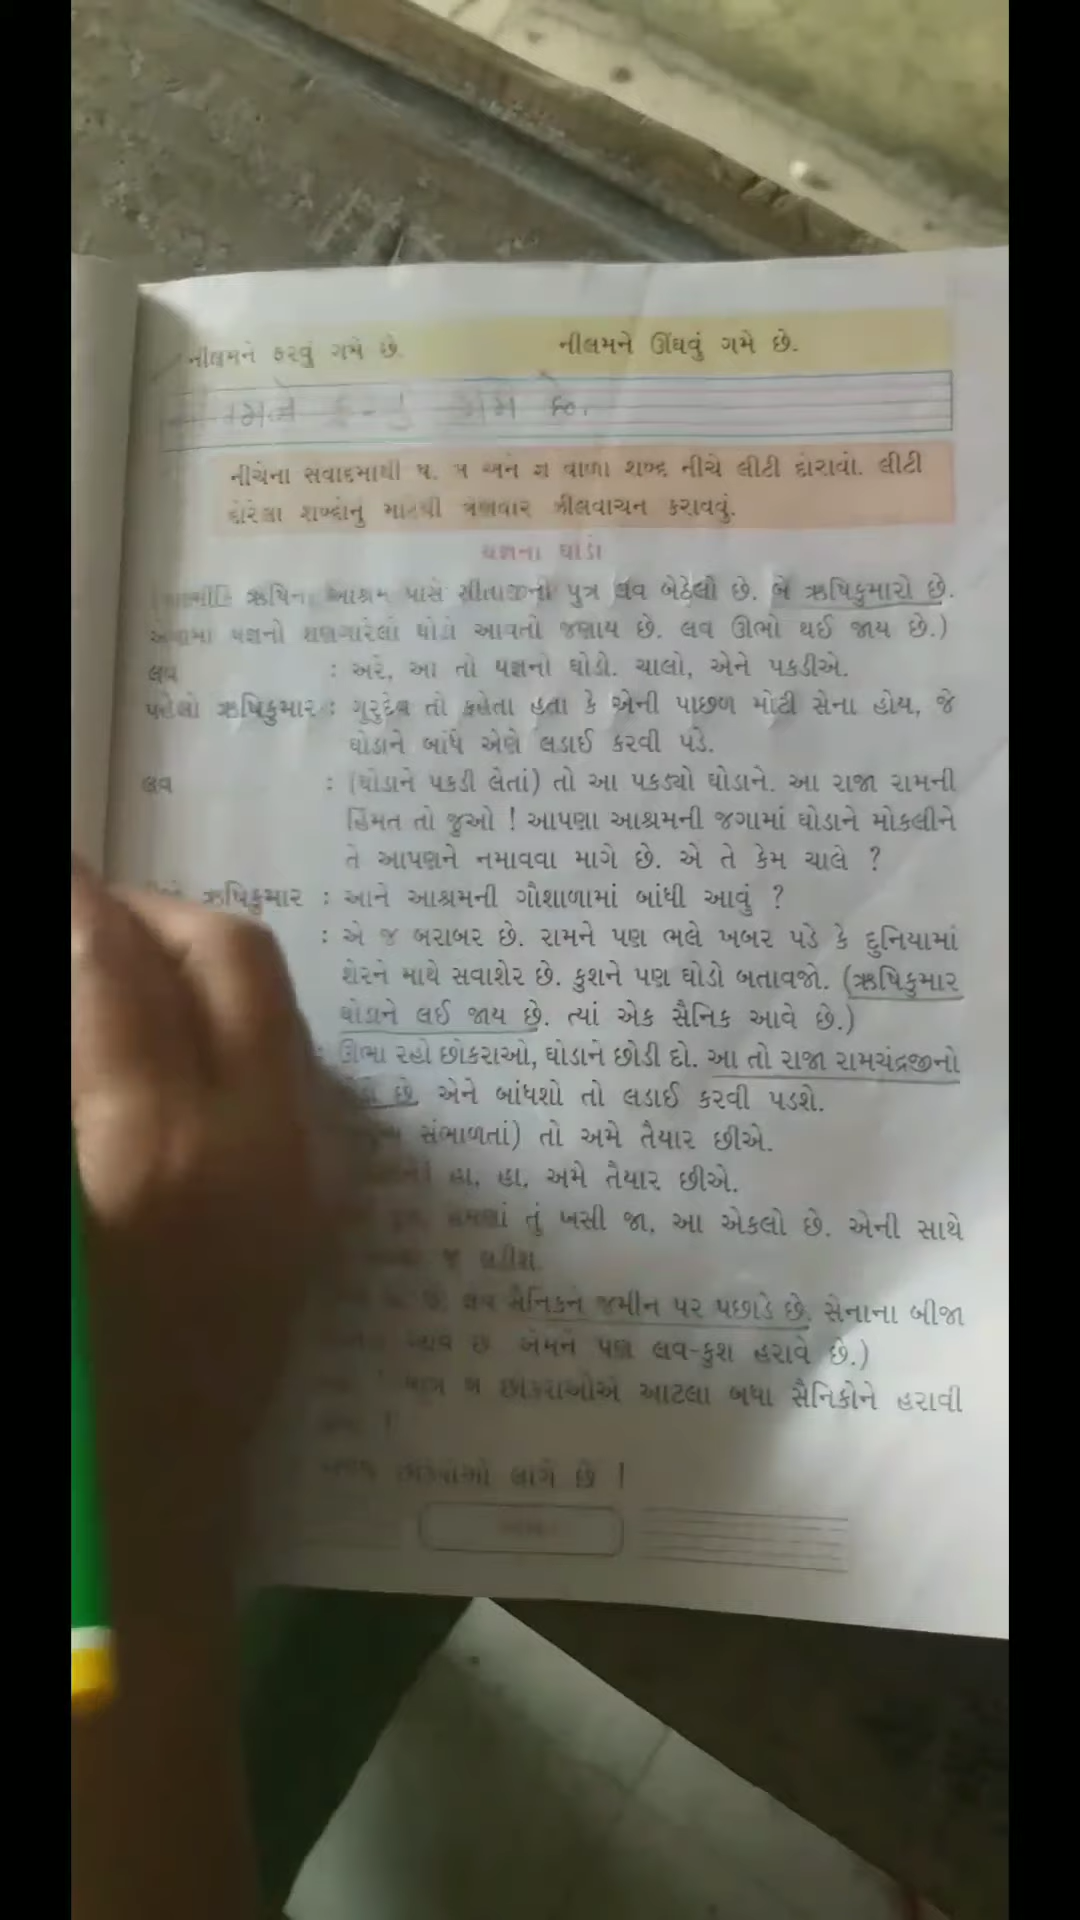 નીલમને ફરવું ગમે છે. નીલમને ઊંઘવું ગમે છે.
નીચેના સંવાદમાંથી ષ, ત્ર અને જ્ઞ વાળા શબ્દ નીચે લીટી દોરાવો. લીટી
દોરેલા શબ્દોનું ત્રણવાર ઝીલવાચન કરાવવું.
યજ્ઞનો ઘોડો
આશ્રમ પાસે સીતાજીનો પુત્ર લવ બેઠેલો છે. બે ઋષિકુમારો છે.
યજ્ઞનો શણગારેલો ઘોડો આવતો જણાય છે. લવ ઊભો થઈ જાય છે.)
લવ : અરે, આ તો યજ્ઞનો ઘોડો. ચાલો, એને પકડીએ.
પહેલો ઋષિકુમાર : ગુરુદેવ તો કહેતા હતા કે એની પાછળ મોટી સેના હોય, જે
ઘોડાને બાંધે એણે લડાઈ કરવી પડે.
લવ : (ઘોડાને પકડી લેતાં) તો આ પકડ્યો ઘોડાને. આ રાજા રામની
હિંમત તો જુઓ ! આપણા આશ્રમની જગામાં ઘોડાને મોકલીને
તે આપણને નમાવવા માગે છે. એ તે કેમ ચાલે ?
ઋષિકુમાર : આને આશ્રમની ગૌશાળામાં બાંધી આવું ?
: એ જ બરાબર છે. રામને પણ ભલે ખબર પડે કે દુનિયામાં
શેરને માથે સવાશેર છે. કુશને પણ ઘોડો બતાવજો. (ઋષિકુમાર
ઘોડાને લઈ જાય છે. ત્યાં એક સૈનિક આવે છે.)
: ઊભા રહો છોકરાઓ, ઘોડાને છોડી દો. આ તો રાજા રામચંદ્રજીનો
છે. એને બાંધશો તો લડાઈ કરવી પડશે.
સંભાળતાં) તો અમે તૈયાર છીએ.
હા, હા, અમે તૈયાર છીએ.
હમણાં તું ખસી જા, આ એકલો છે. એની સાથે
જ લડીશ.
લવ સૈનિકને જમીન પર પછાડે છે. સેનાના બીજા
આવે છે એમને પણ લવ-કુશ હરાવે છે.)
છોકરાઓએ આટલા બધા સૈનિકોને હરાવી
લાગે છે !